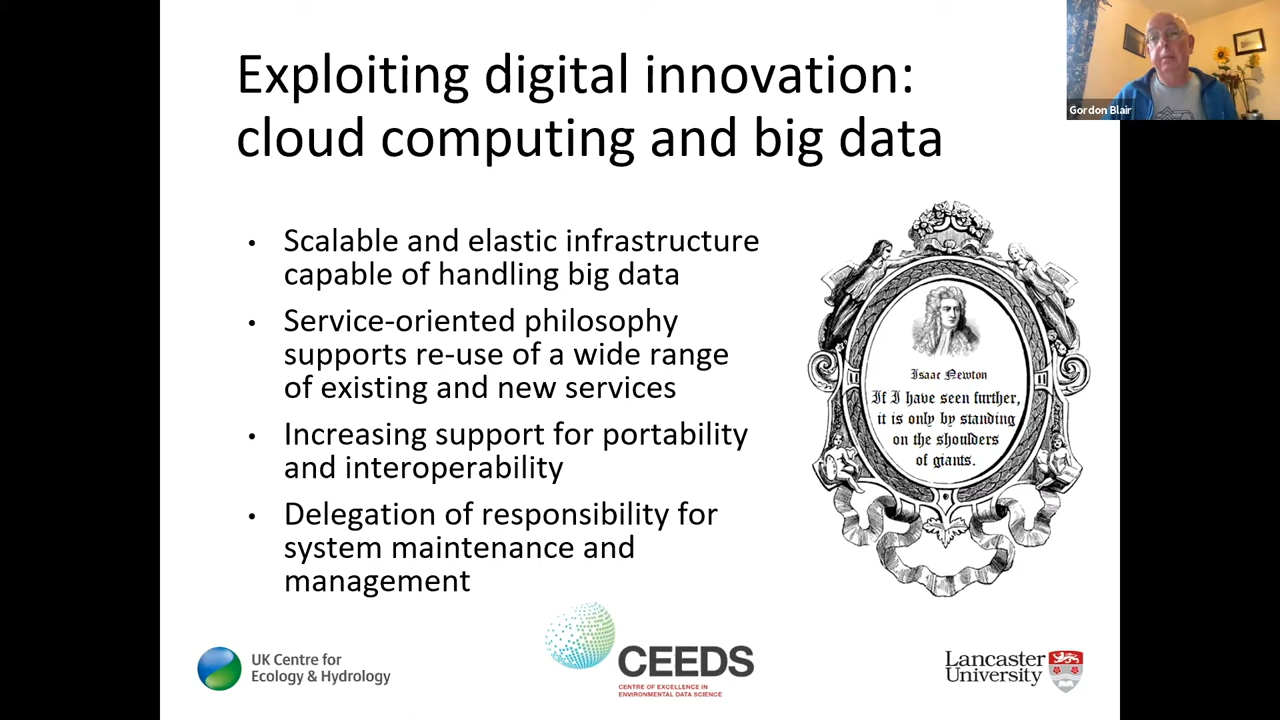 Exploiting digital innovation:
cloud computing and big data
Gordon Blair
• Scalable and elastic infrastructure
capable of handling big data
• Service-oriented philosophy
supports re-use of a wide range
of existing and new services
• Increasing support for portability
and interoperability
• Delegation of responsibility for
system maintenance and
management
Isaac Newton
If I have seen further,
it is only by standing
on the shoulders
of giants.
UK Centre for
Ecology & Hydrology
CEEDS
CENTRE OF EXCELLENCE IN
ENVIRONMENTAL DATA SCIENCE
Lancaster
University